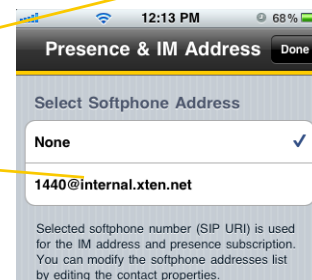 12:13 PM 68%
Presence & IM Address Done
Select Softphone Address
None
1440@internal.xten.net
Selected softphone number (SIP URI) is used
for the IM address and presence subscription.
You can modify the softphone addresses list
by editing the contact properties.